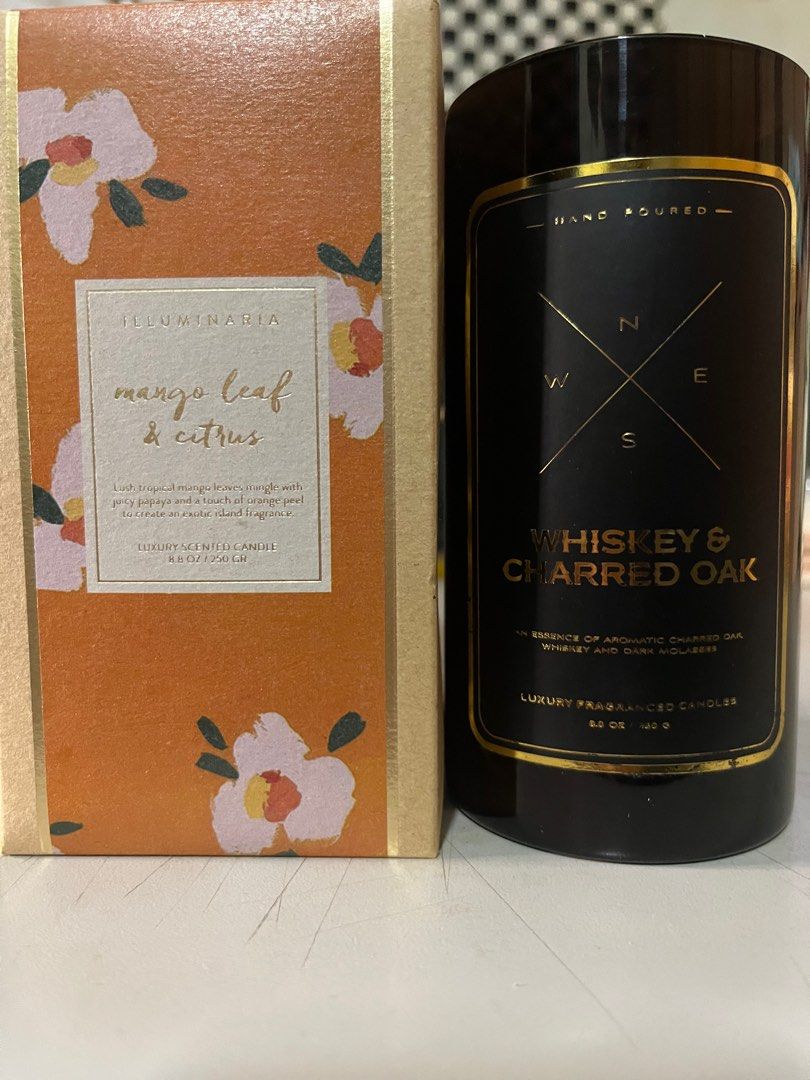 ILLUMINARIA
mango leaf
& citrus
Lush tropical mango leaves mingle with
juicy papaya and a touch of orange peel
to create an exotic island fragrance.
LUXURY SCENTED CANDLE
8.8 OZ / 250 GR
HAND POURED
N
W E
S
WHISKEY &
CHARRED OAK
AN ESSENCE OF AROMATIC CHARRED OAK
WHISKEY AND DARK MOLASSES
LUXURY FRAGRANCED CANDLES
OZ / G